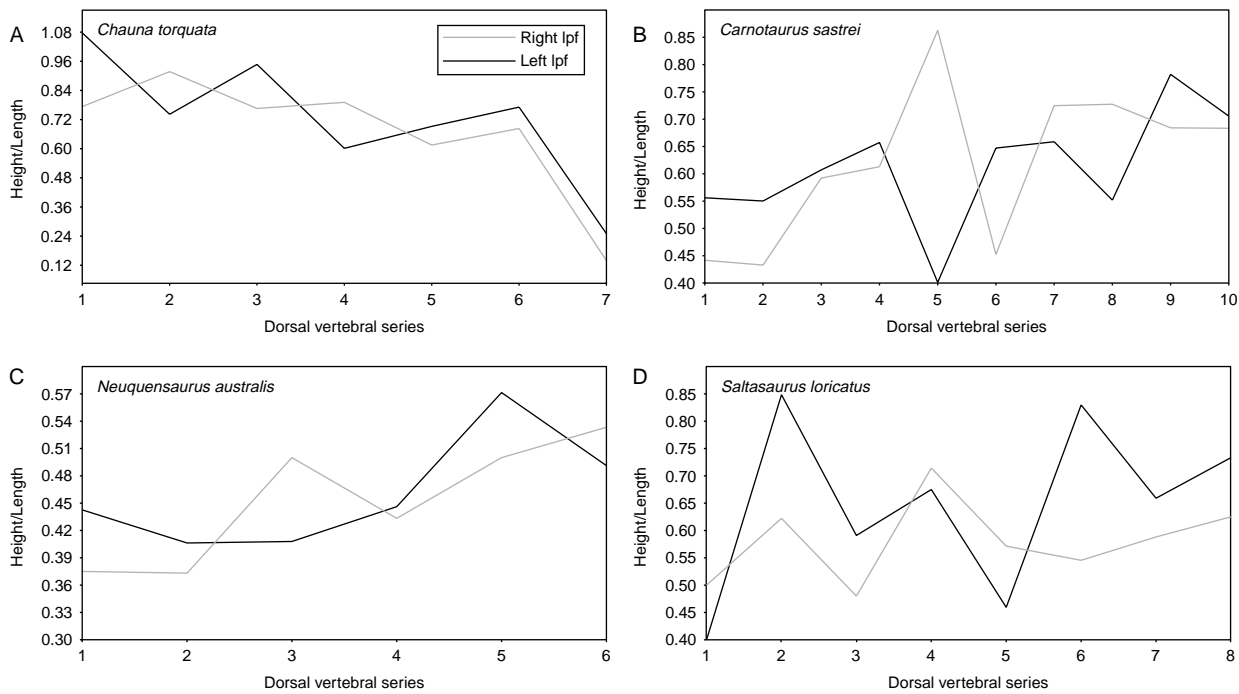 A
Chauna torquata
Right lpf
Left lpf
1.08
0.96
0.84
0.72
0.60
0.48
0.36
0.24
0.12
Height/Length
1 2 3 4 5 6 7
Dorsal vertebral series
B
Carnotaurus sastrei
0.85
0.80
0.75
0.70
0.65
0.60
0.55
0.50
0.45
0.40
Height/Length
1 2 3 4 5 6 7 8 9 10
Dorsal vertebral series
C
Neuquensaurus australis
0.57
0.54
0.51
0.48
0.45
0.42
0.39
0.36
0.33
0.30
Height/Length
1 2 3 4 5 6
Dorsal vertebral series
D
Saltasaurus loricatus
0.85
0.80
0.75
0.70
0.65
0.60
0.55
0.50
0.45
0.40
Height/Length
1 2 3 4 5 6 7 8
Dorsal vertebral series